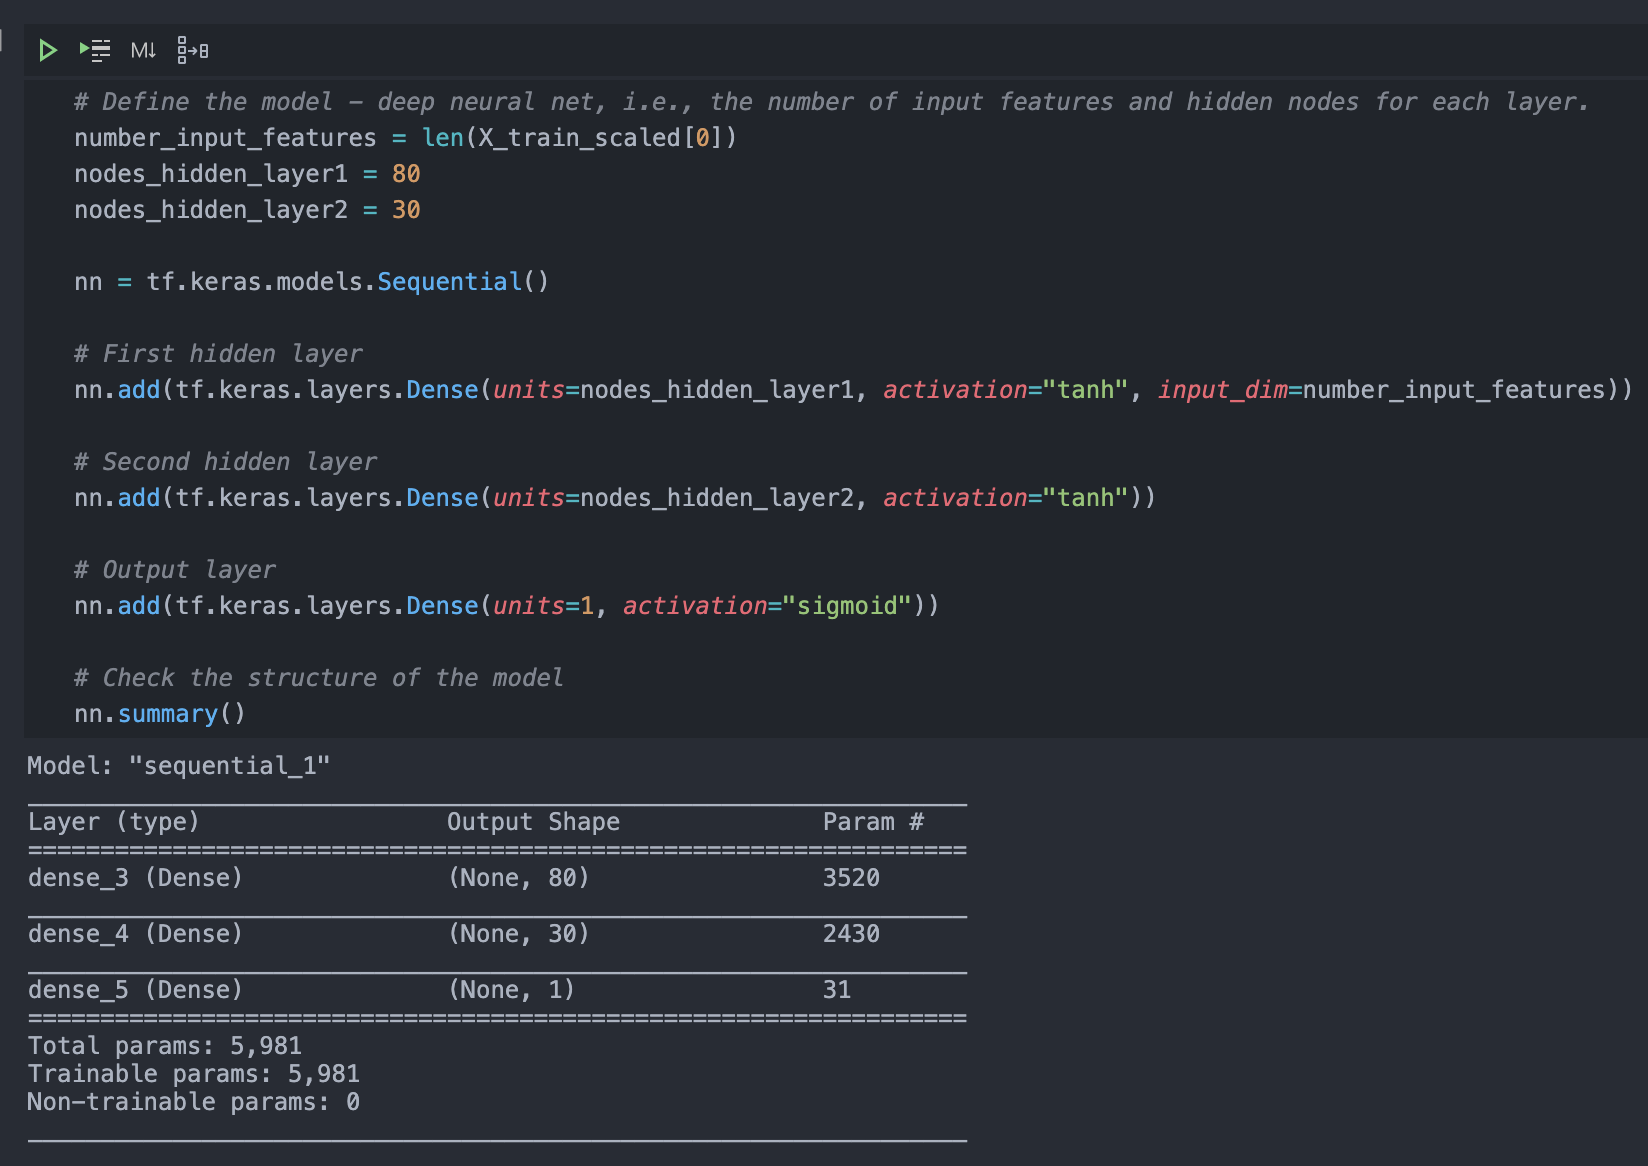 M↓
# Define the model – deep neural net, i.e., the number of input features and hidden nodes for each layer.
number_input_features = len(X_train_scaled[0])
nodes_hidden_layer1 = 80
nodes_hidden_layer2 = 30
nn = tf.keras.models.Sequential()
# First hidden layer
nn.add(tf.keras.layers.Dense(units=nodes_hidden_layer1, activation="tanh", input_dim=number_input_features))
# Second hidden layer
nn.add(tf.keras.layers.Dense(units=nodes_hidden_layer2, activation="tanh"))
# Output layer
nn.add(tf.keras.layers.Dense(units=1, activation="sigmoid"))
# Check the structure of the model
nn.summary()
Model: "sequential_1"
_________________________________________________________________
Layer (type)                 Output Shape              Param #
=================================================================
dense_3 (Dense)              (None, 80)                3520
_________________________________________________________________
dense_4 (Dense)              (None, 30)                2430
_________________________________________________________________
dense_5 (Dense)              (None, 1)                 31
=================================================================
Total params: 5,981
Trainable params: 5,981
Non-trainable params: 0
_________________________________________________________________